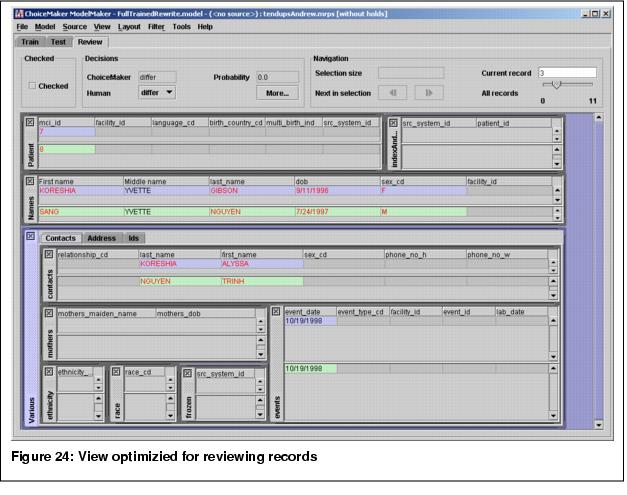 ChoiceMaker ModelMaker - FullTrainedRewrite.model - (<no source>) : tendupsAndrew.mrps [without holds]
File Model Source View Layout Filter Tools Help
Train Test Review
Checked Decisions Navigation
Checked ChoiceMaker differ Probability 0.0 Selection size Current record 3
Human differ More... Next in selection All records
0 11
Patient
mci_id facility_id language_cd birth_country_cd multi_birth_ind src_system_id
7
8
indexAnd...
src_system_id patient_id
Names
First name Middle name last_name dob sex_cd facility_id
KORESHIA YVETTE GIBSON 9/11/1996 F
SANG YVETTE NGUYEN 7/24/1997 M
Various
Contacts Address Ids
contacts
relationship_cd last_name first_name sex_cd phone_no_h phone_no_w
KORESHIA ALYSSA
NGUYEN TRINH
mothers
mothers_maiden_name mothers_dob
events
event_date event_type_cd facility_id event_id lab_date
10/19/1998
10/19/1998
ethnicity
ethnicity_...
race
race_cd
frozen
src_system_id
Figure 24: View optimizied for reviewing records